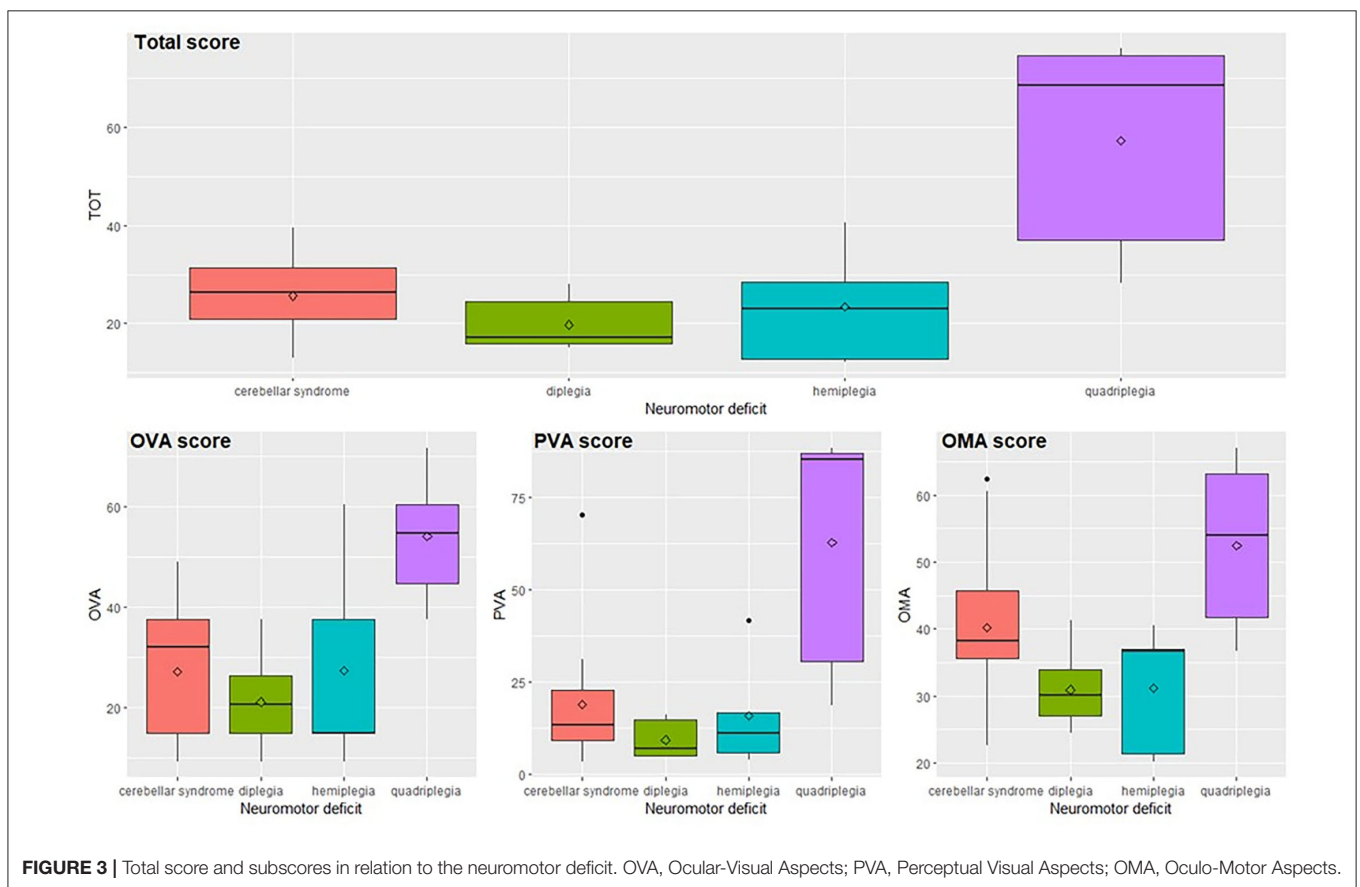 Total score
TOT
60
40
20
cerebellar syndrome diplegia hemiplegia quadriplegia
Neuromotor deficit
OVA score
OVA
60
40
20
cerebellar syndrome diplegia hemiplegia quadriplegia
Neuromotor deficit
PVA score
PVA
75
50
25
0
cerebellar syndrome diplegia hemiplegia quadriplegia
Neuromotor deficit
OMA score
OMA
60
50
40
30
20
cerebellar syndrome diplegia hemiplegia quadriplegia
Neuromotor deficit
FIGURE 3 | Total score and subscores in relation to the neuromotor deficit. OVA, Ocular-Visual Aspects; PVA, Perceptual Visual Aspects; OMA, Oculo-Motor Aspects.